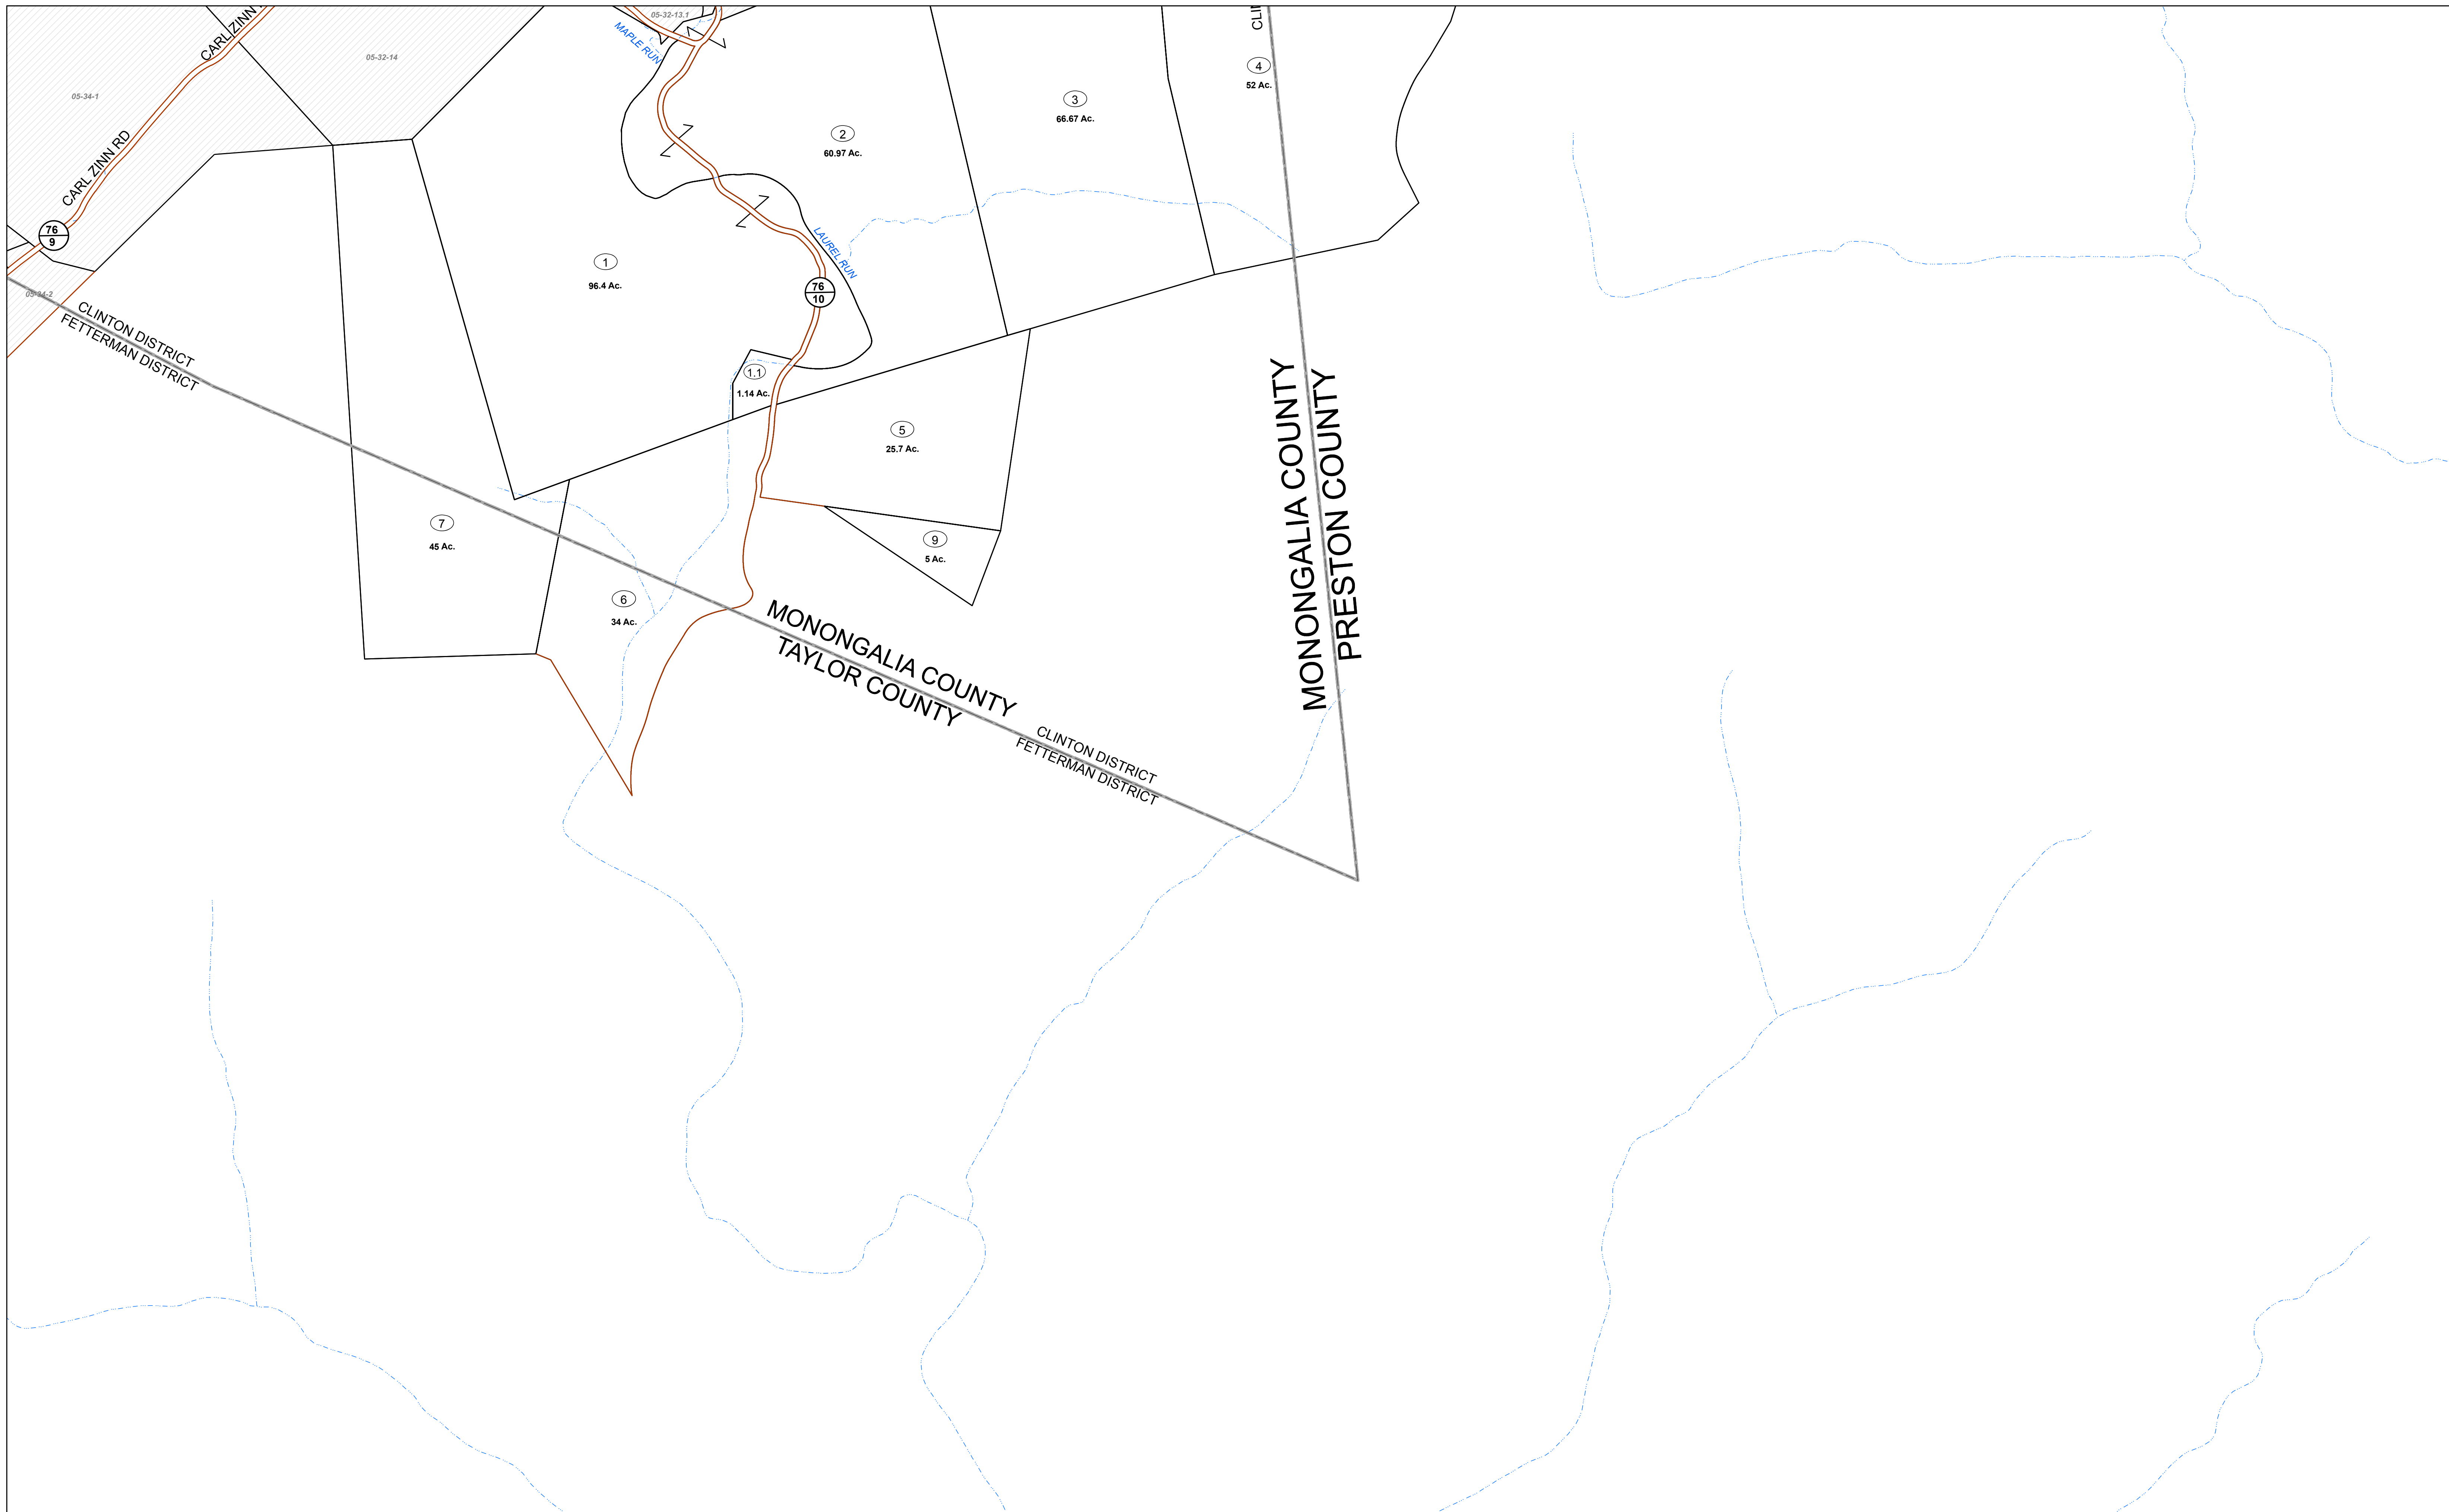 CARL ZINN
05-32-13.1
MAPLE RUN
CLIN
05-32-14
4
52 Ac.
05-34-1
3
66.67 Ac.
2
60.97 Ac.
CARL ZINN RD
76
9
LAUREL RUN
1
96.4 Ac.
76
10
05-34-2
CLINTON DISTRICT
FETTERMAN DISTRICT
1.1
1.14 Ac.
5
25.7 Ac.
MONONGALIA COUNTY
PRESTON COUNTY
7
45 Ac.
9
5 Ac.
6
34 Ac.
MONONGALIA COUNTY
TAYLOR COUNTY
CLINTON DISTRICT
FETTERMAN DISTRICT